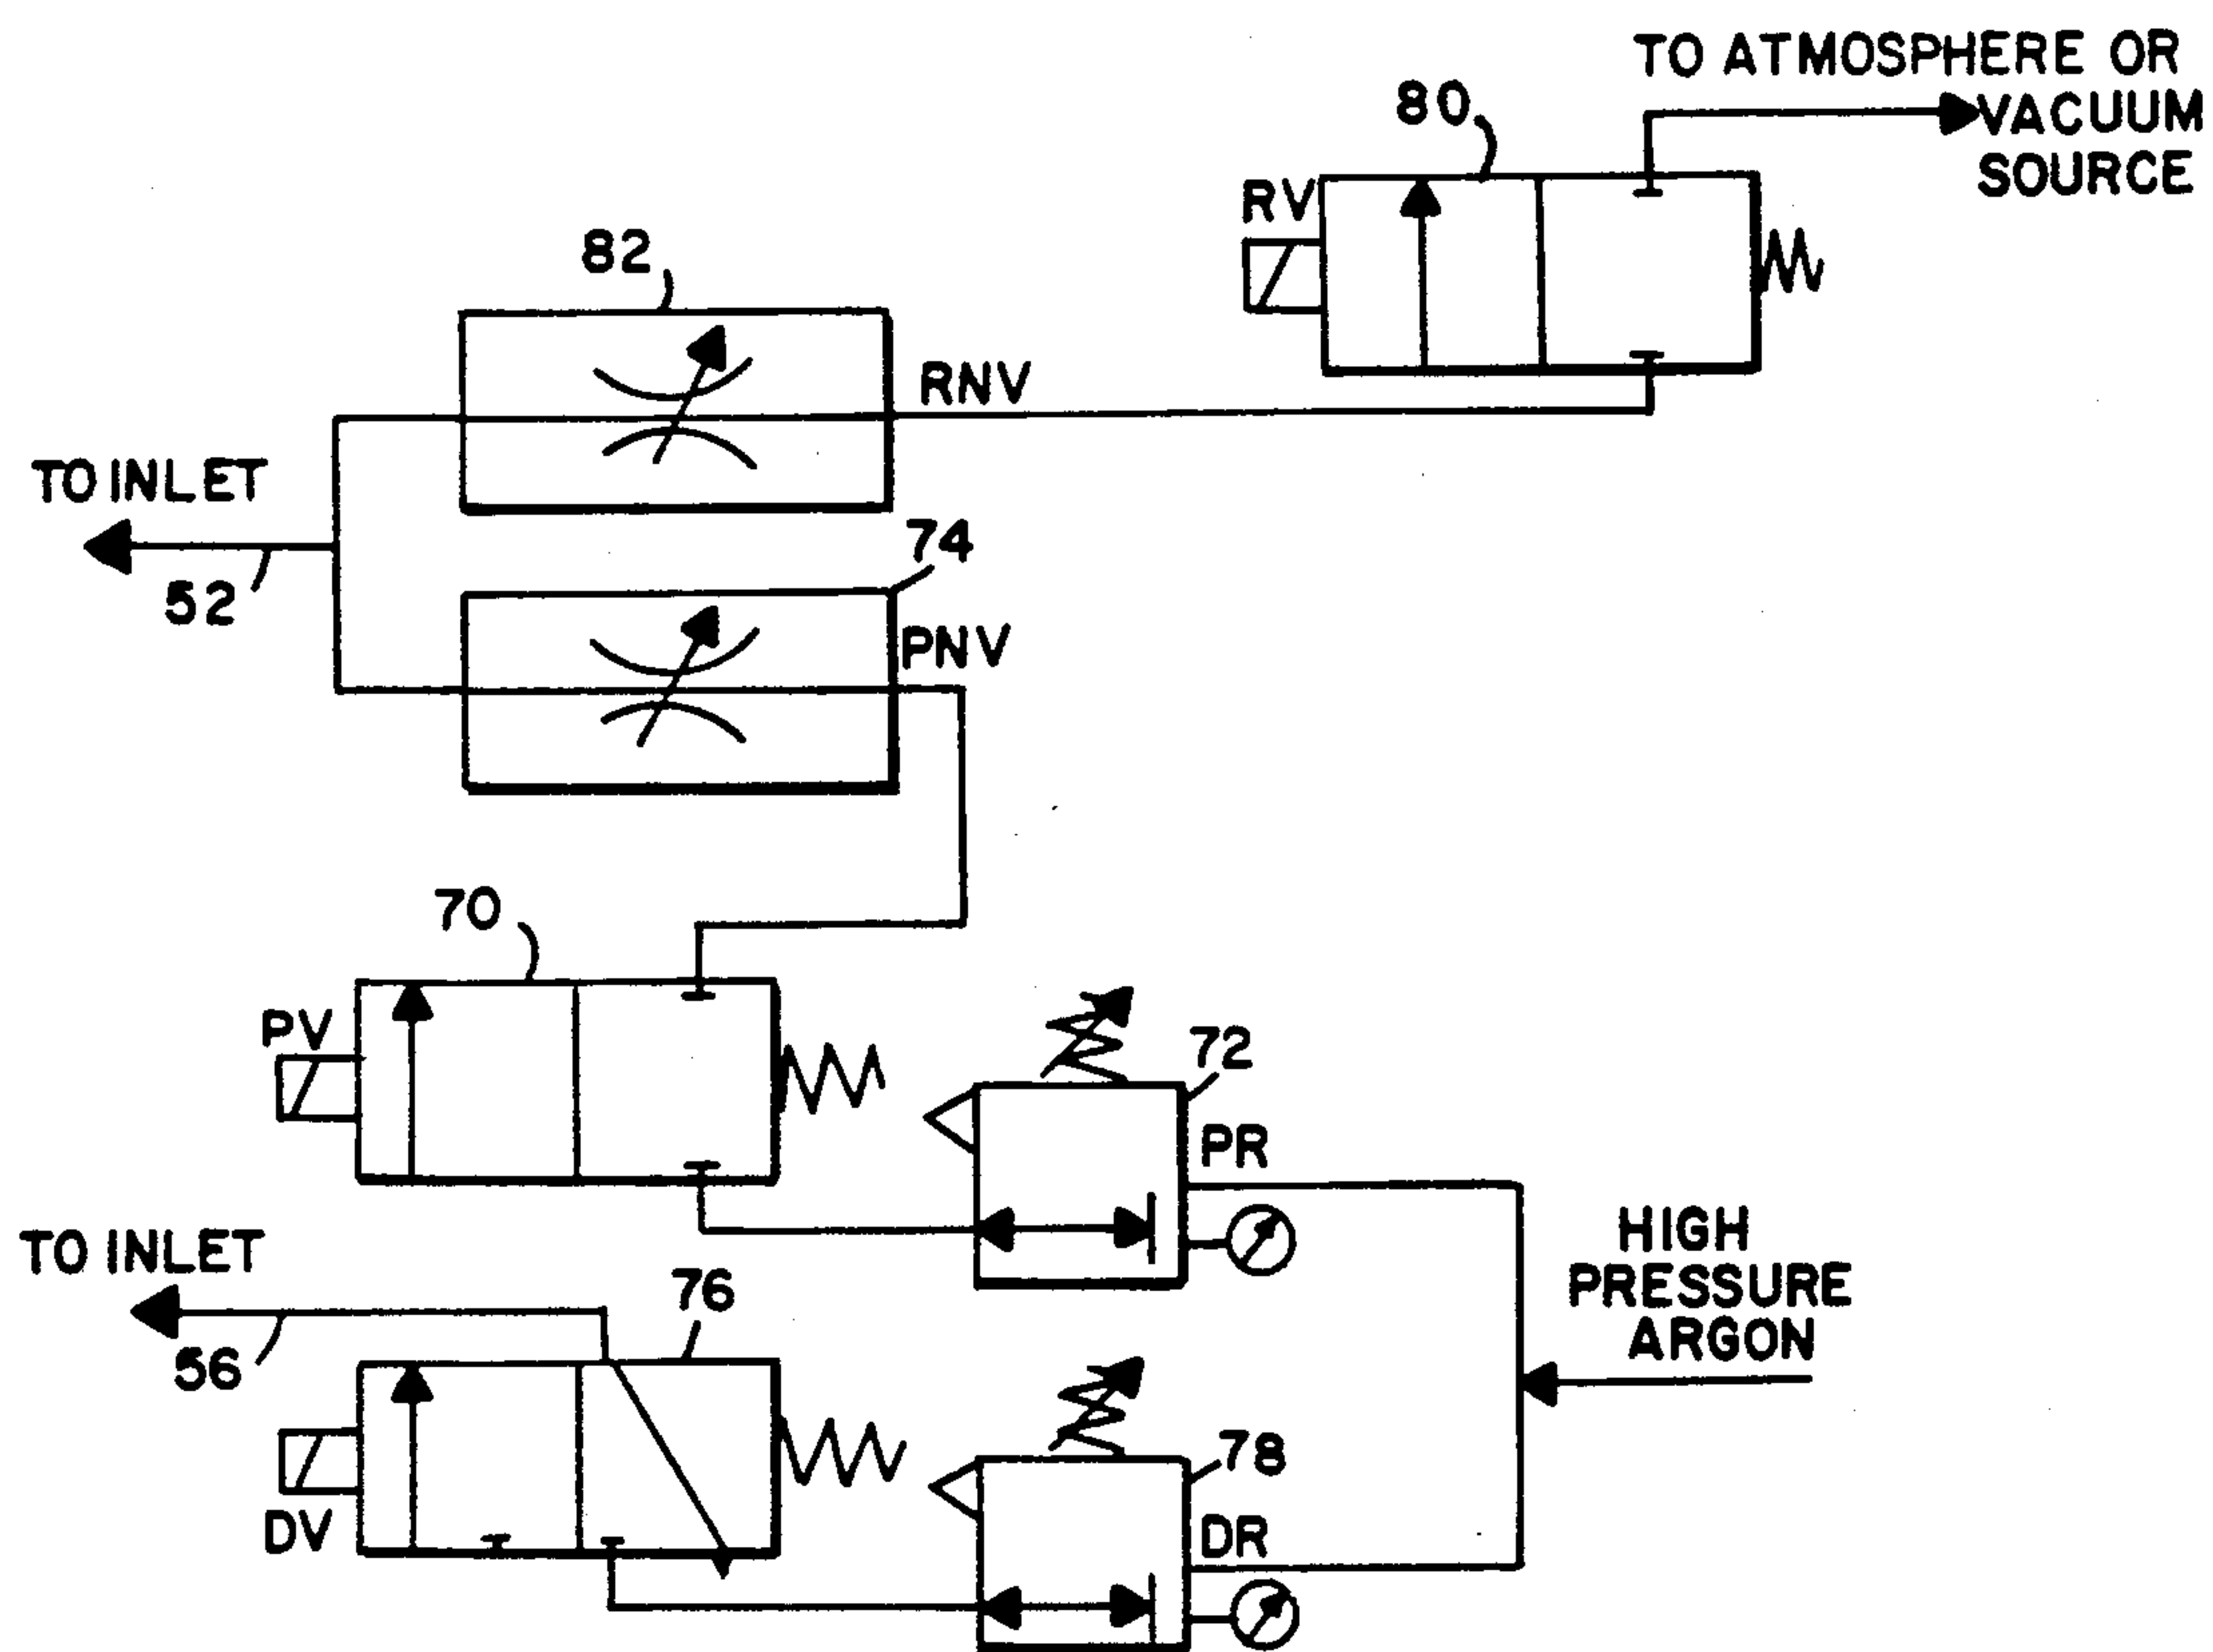 TO ATMOSPHERE OR
VACUUM
SOURCE
80
RV
82
RNV
TO INLET
52
74
PNV
70
PV
72
PR
HIGH
PRESSURE
ARGON
TO INLET
56
76
DV
78
DR